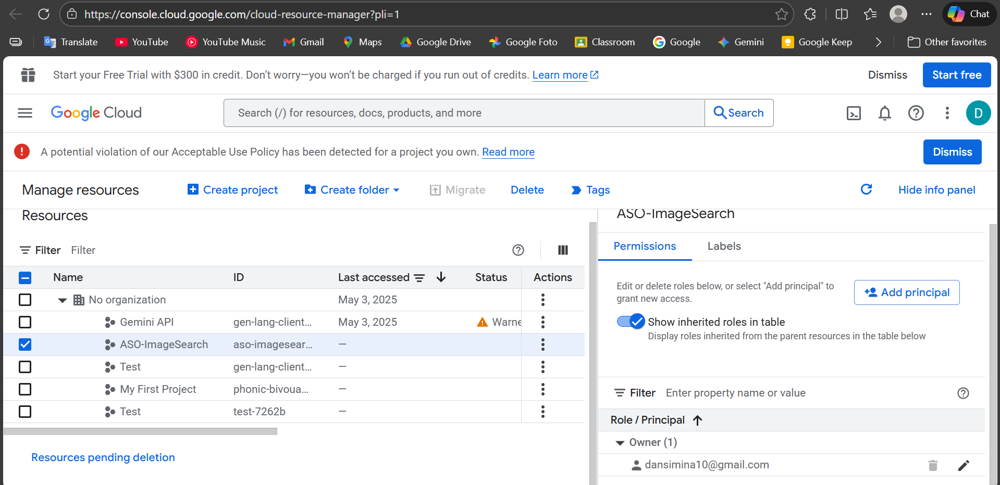 https://console.cloud.google.com/cloud-resource-manager?pli=1
Chat
Translate YouTube YouTube Music Gmail Maps Google Drive Google Foto Classroom Google Gemini Google Keep Other favorites
Start your Free Trial with $300 in credit. Don’t worry—you won’t be charged if you run out of credits. Learn more
Dismiss
Start free
Google Cloud
Search (/) for resources, docs, products, and more
Search
D
A potential violation of our Acceptable Use Policy has been detected for a project you own. Read more
Dismiss
Manage resources
Create project
Create folder
Migrate
Delete
Tags
Hide info panel
Resources
Filter Filter
Name ID Last accessed Status Actions
No organization May 3, 2025
Gemini API gen-lang-client... May 3, 2025 Warne
ASO-ImageSearch aso-imagesear... —
Test gen-lang-client... —
My First Project phonic-bivoua... —
Test test-7262b —
Resources pending deletion
ASO-ImageSearch
Permissions Labels
Edit or delete roles below, or select "Add principal" to
grant new access.
Add principal
Show inherited roles in table
Display roles inherited from the parent resources in the table below
Filter Enter property name or value
Role / Principal
Owner (1)
dansimina10@gmail.com